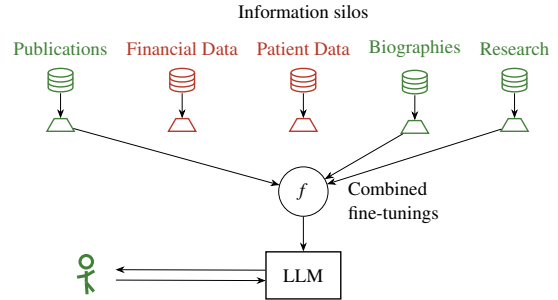 Information silos
Publications
Financial Data
Patient Data
Biographies
Research
f
Combined
fine-tunings
LLM